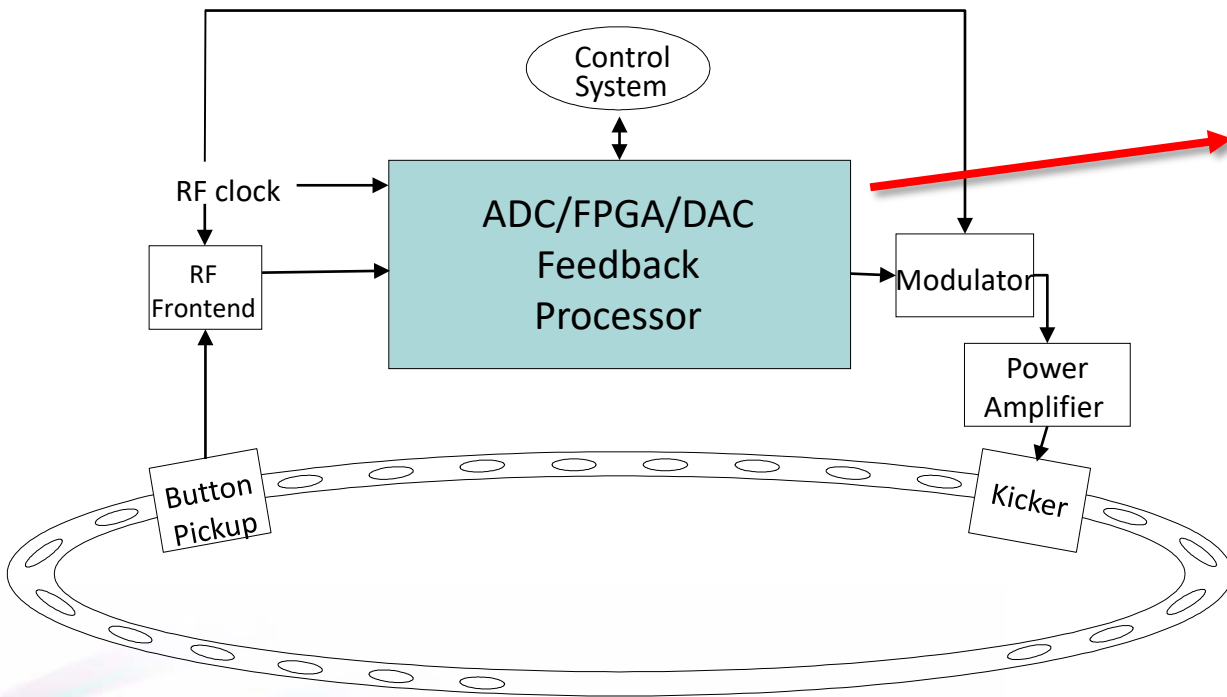 Control
System
RF clock
ADC/FPGA/DAC
Feedback
Processor
RF
Frontend
Modulator
Power
Amplifier
Button
Pickup
Kicker